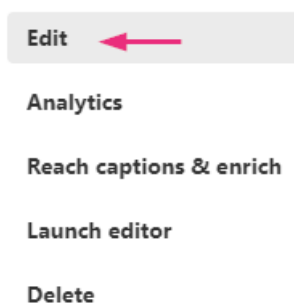 Edit
Analytics
Reach captions & enrich
Launch editor
Delete